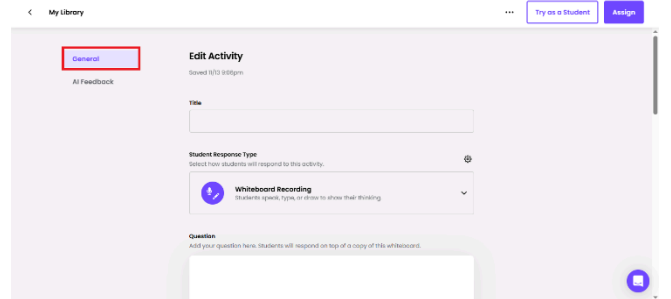 My Library
Try as a Student
Assign
General
AI Feedback
Edit Activity
Saved 11/13 9:06pm
Title
Student Response Type
Select how students will respond to this activity.
Whiteboard Recording
Students speak, type, or draw to show their thinking
Question
Add your question here. Students will respond on top of a copy of this whiteboard.